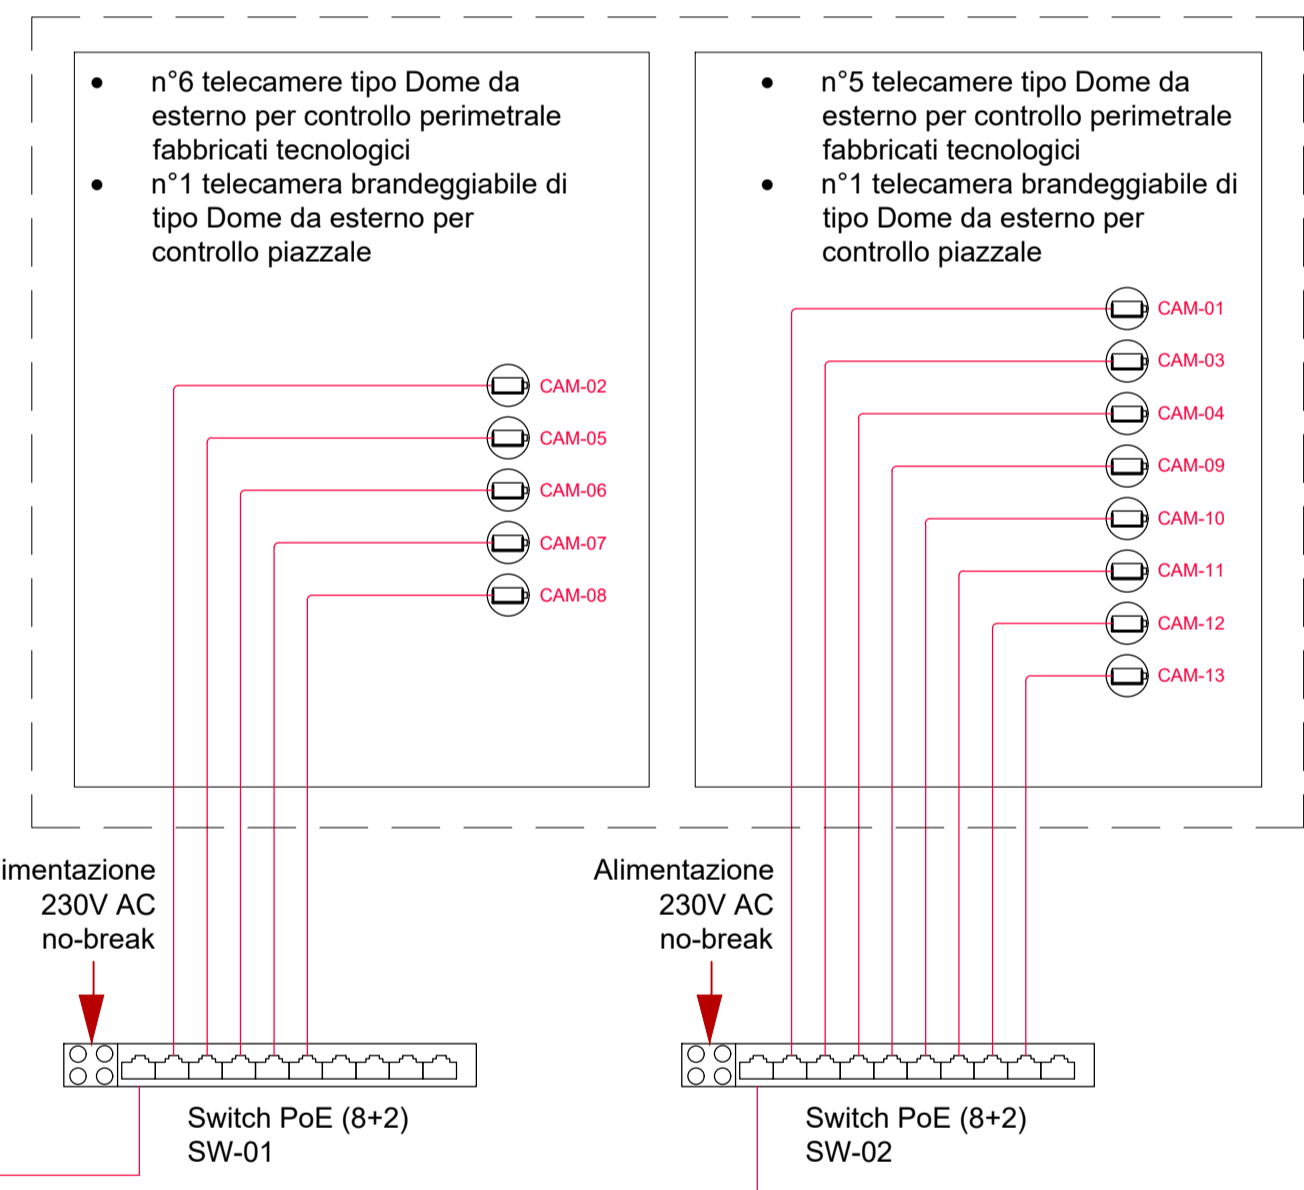 n°6 telecamere tipo Dome da
esterno per controllo perimetrale
fabbricati tecnologici
n°1 telecamera brandeggiabile di
tipo Dome da esterno per
controllo piazzale
CAM-02
CAM-05
CAM-06
CAM-07
CAM-08
n°5 telecamere tipo Dome da
esterno per controllo perimetrale
fabbricati tecnologici
n°1 telecamera brandeggiabile di
tipo Dome da esterno per
controllo piazzale
CAM-01
CAM-03
CAM-04
CAM-09
CAM-10
CAM-11
CAM-12
CAM-13
imentazione
230V AC
no-break
Switch PoE (8+2)
SW-01
Alimentazione
230V AC
no-break
Switch PoE (8+2)
SW-02